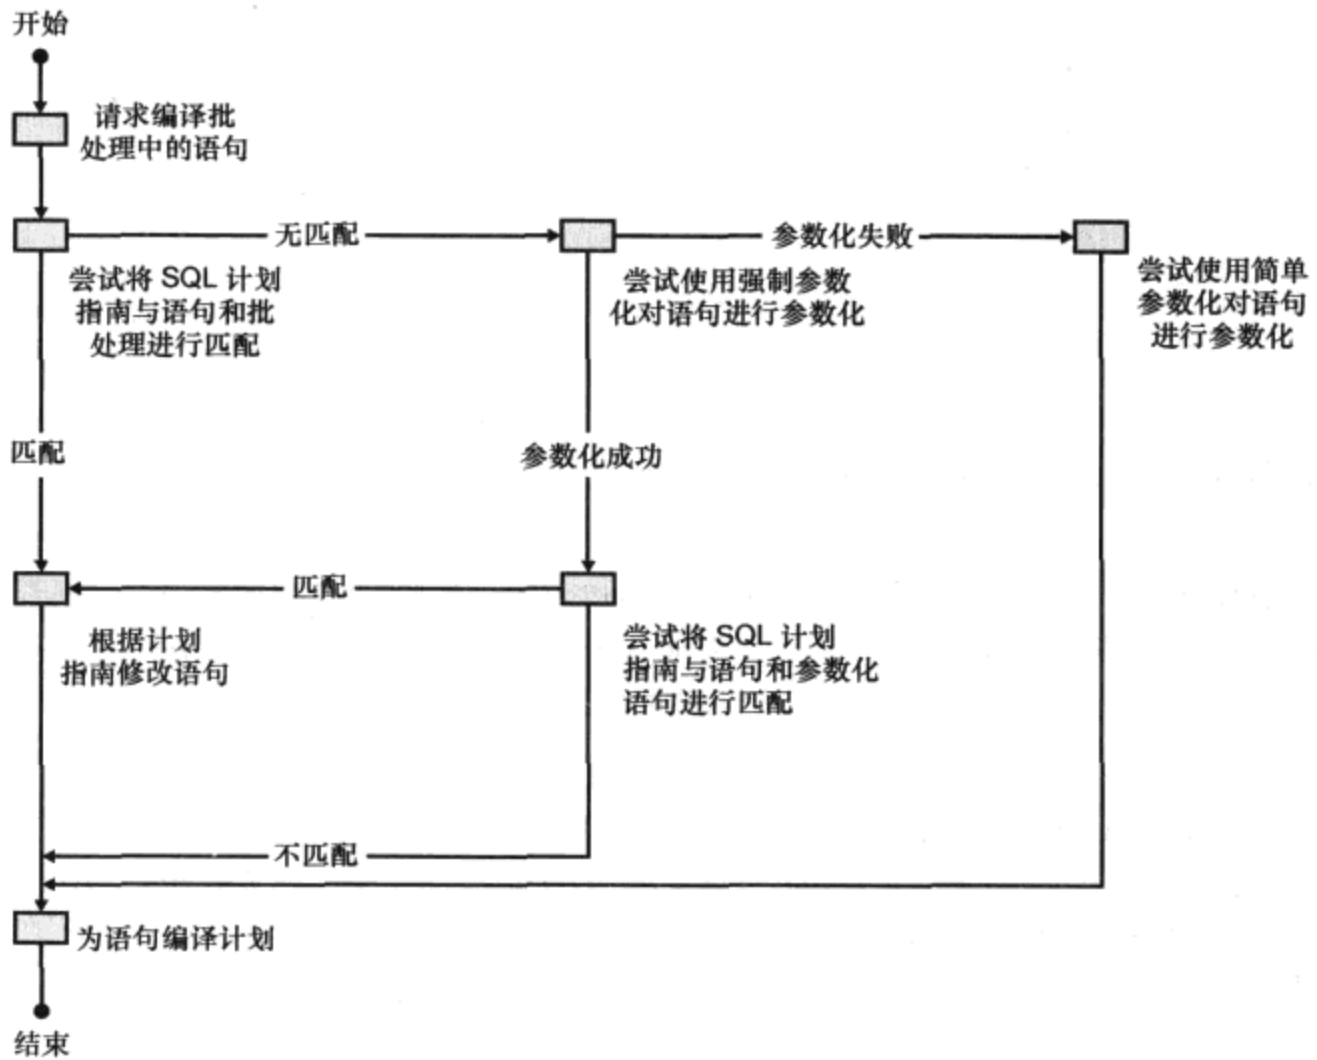 开始
请求编译批
处理中的语句
无匹配
参数化失败
尝试将 SQL 计划
指南与语句和批
处理进行匹配
尝试使用强制参数
化对语句进行参数化
尝试使用简单
参数化对语句
进行参数化
匹配
参数化成功
匹配
根据计划
指南修改语句
尝试将 SQL 计划
指南与语句和参数化
语句进行匹配
不匹配
为语句编译计划
结束